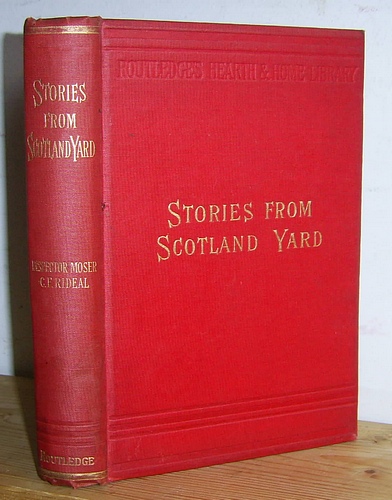 STORIES
FROM
SCOTLAND YARD
INSPECTOR MOSER
C. F. RIDEAL
ROUTLEDGE
ROUTLEDGE'S HEARTH & HOME LIBRARY
STORIES FROM
SCOTLAND YARD